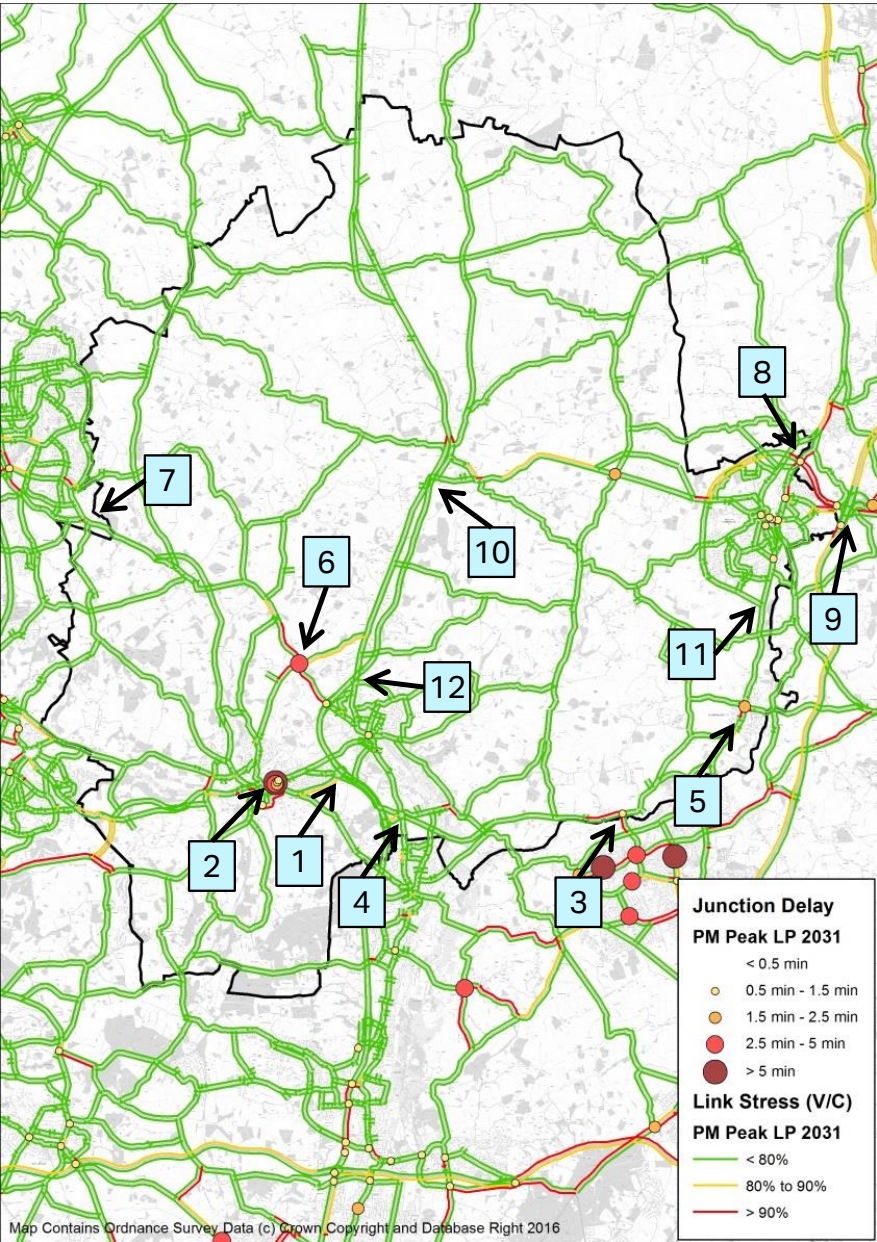 8
7
10
6
9
11
12
5
2
1
4
3
Junction Delay
PM Peak LP 2031
< 0.5 min
0.5 min - 1.5 min
1.5 min - 2.5 min
2.5 min - 5 min
> 5 min
Link Stress (V/C)
PM Peak LP 2031
< 80%
80% to 90%
> 90%
Map Contains Ordnance Survey Data (c) Crown Copyright and Database Right 2016